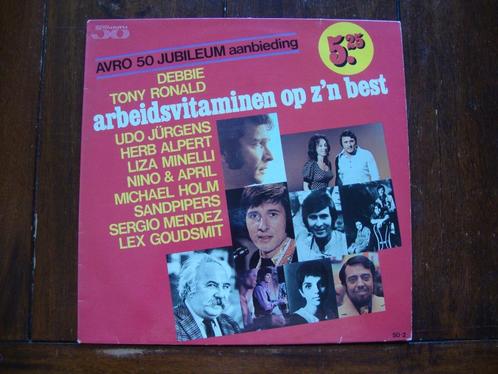 50
AVRO 50 JUBILEUM aanbieding
5.25
DEBBIE
TONY RONALD
arbeidsvitaminen op z'n best
UDO JÜRGENS
HERB ALPERT
LIZA MINELLI
NINO & APRIL
MICHAEL HOLM
SANDPIPERS
SERGIO MENDEZ
LEX GOUDSMIT
50-2